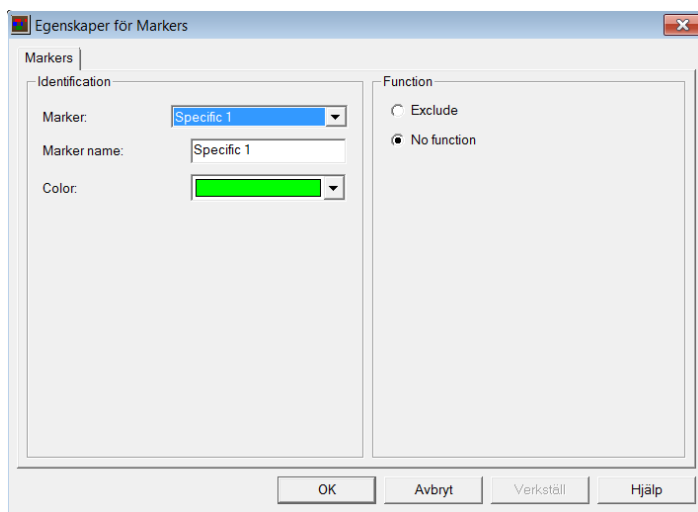 Egenskaper för Markers
Markers
Identification
Marker:
Specific 1
Marker name:
Specific 1
Color:
Function
Exclude
No function
OK
Avbryt
Verkställ
Hjälp